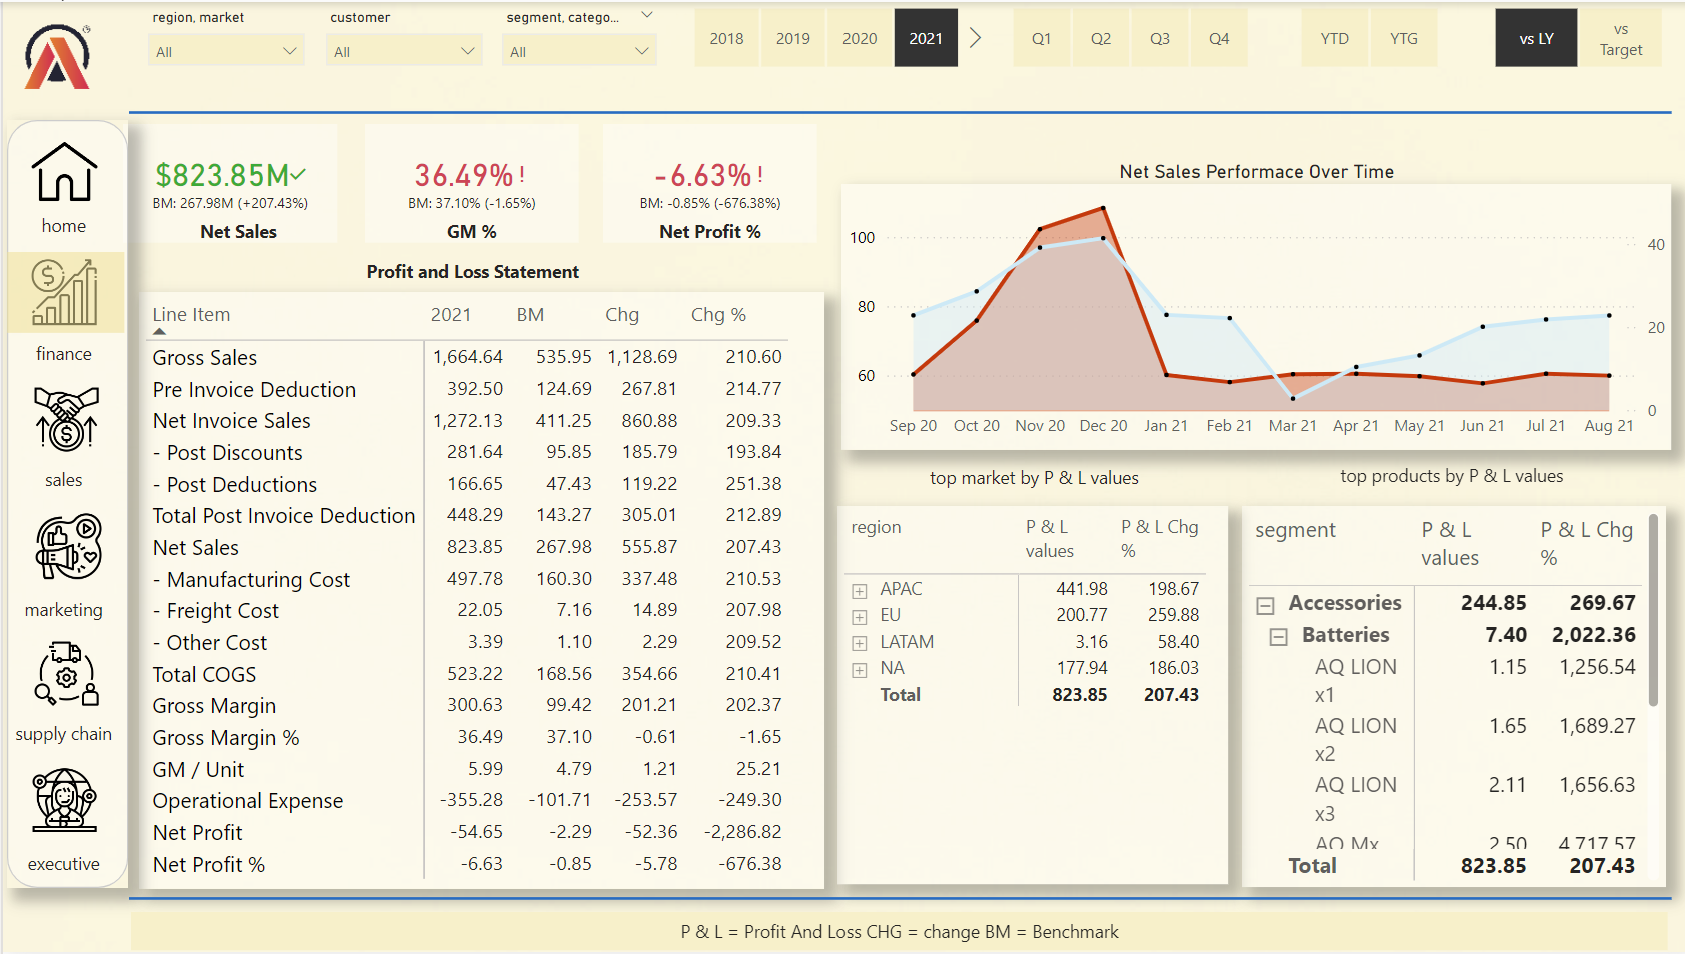 region, market
customer
segment, catego...
All
All
All
2018
2019
2020
2021
Q1
Q2
Q3
Q4
YTD
YTG
vs LY
vs
Target
home
finance
sales
marketing
supply chain
executive
$823.85M
BM: 267.98M (+207.43%)
Net Sales
36.49% !
BM: 37.10% (-1.65%)
GM %
-6.63% !
BM: -0.85% (-676.38%)
Net Profit %
Profit and Loss Statement
Line Item 2021 BM Chg Chg %
Gross Sales 1,664.64 535.95 1,128.69 210.60
Pre Invoice Deduction 392.50 124.69 267.81 214.77
Net Invoice Sales 1,272.13 411.25 860.88 209.33
- Post Discounts 281.64 95.85 185.79 193.84
- Post Deductions 166.65 47.43 119.22 251.38
Total Post Invoice Deduction 448.29 143.27 305.01 212.89
Net Sales 823.85 267.98 555.87 207.43
- Manufacturing Cost 497.78 160.30 337.48 210.53
- Freight Cost 22.05 7.16 14.89 207.98
- Other Cost 3.39 1.10 2.29 209.52
Total COGS 523.22 168.56 354.66 210.41
Gross Margin 300.63 99.42 201.21 202.37
Gross Margin % 36.49 37.10 -0.61 -1.65
GM / Unit 5.99 4.79 1.21 25.21
Operational Expense -355.28 -101.71 -253.57 -249.30
Net Profit -54.65 -2.29 -52.36 -2,286.82
Net Profit % -6.63 -0.85 -5.78 -676.38
Net Sales Performace Over Time
100
80
60
40
20
0
Sep 20 Oct 20 Nov 20 Dec 20 Jan 21 Feb 21 Mar 21 Apr 21 May 21 Jun 21 Jul 21 Aug 21
top market by P & L values
region P & L values P & L Chg %
APAC 441.98 198.67
EU 200.77 259.88
LATAM 3.16 58.40
NA 177.94 186.03
Total 823.85 207.43
top products by P & L values
segment P & L values P & L Chg %
Accessories 244.85 269.67
Batteries 7.40 2,022.36
AQ LION x1 1.15 1,256.54
AQ LION x2 1.65 1,689.27
AQ LION x3 2.11 1,656.63
AQ Mx 2.50 4,717.57
Total 823.85 207.43
P & L = Profit And Loss CHG = change BM = Benchmark